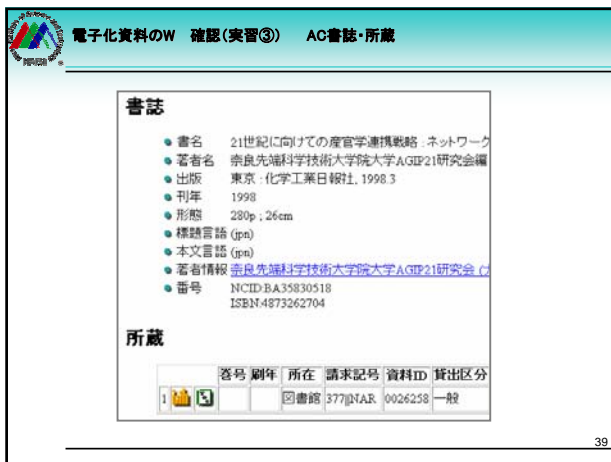 電子化資料のW 確認(実習③) AC書誌・所蔵
書誌
書名 21世紀に向けての産官学連携戦略 : ネットワーク
著者名 奈良先端科学技術大学院大学AGIP21研究会編
出版 東京 : 化学工業日報社, 1998.3
刊年 1998
形態 280p ; 26cm
標題言語 (jpn)
本文言語 (jpn)
著者情報 奈良先端科学技術大学院大学AGIP21研究会
番号 NCID:BA35830518
ISBN:4873262704
所蔵
巻号 刷年 所在 請求記号 資料ID 貸出区分
1 図書館 377||NAR 0026258 一般
39